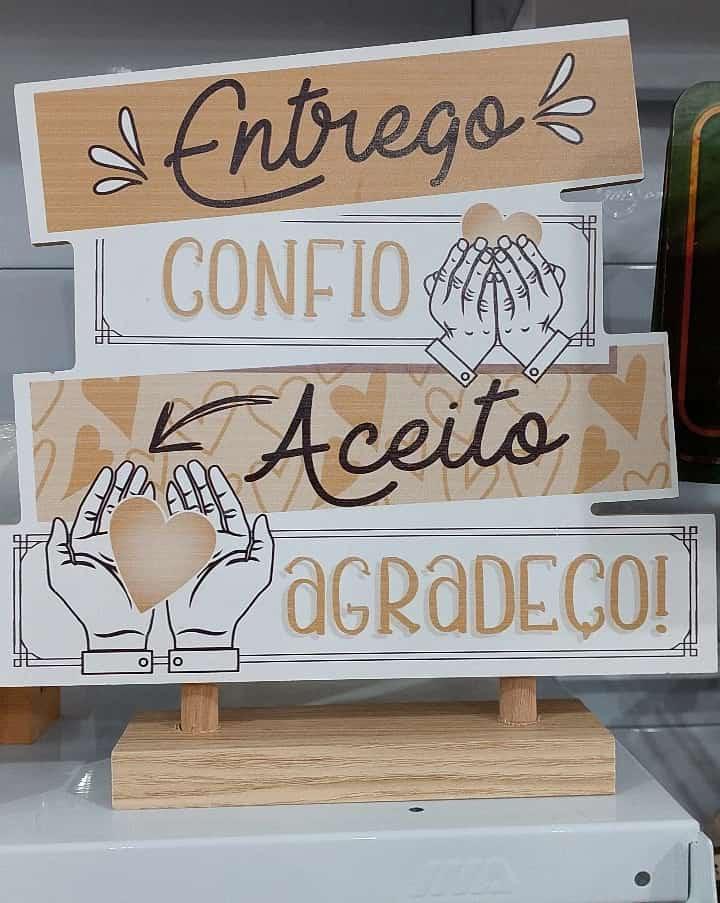 Entrego
CONFIO
Aceito
AGRADEÇO!